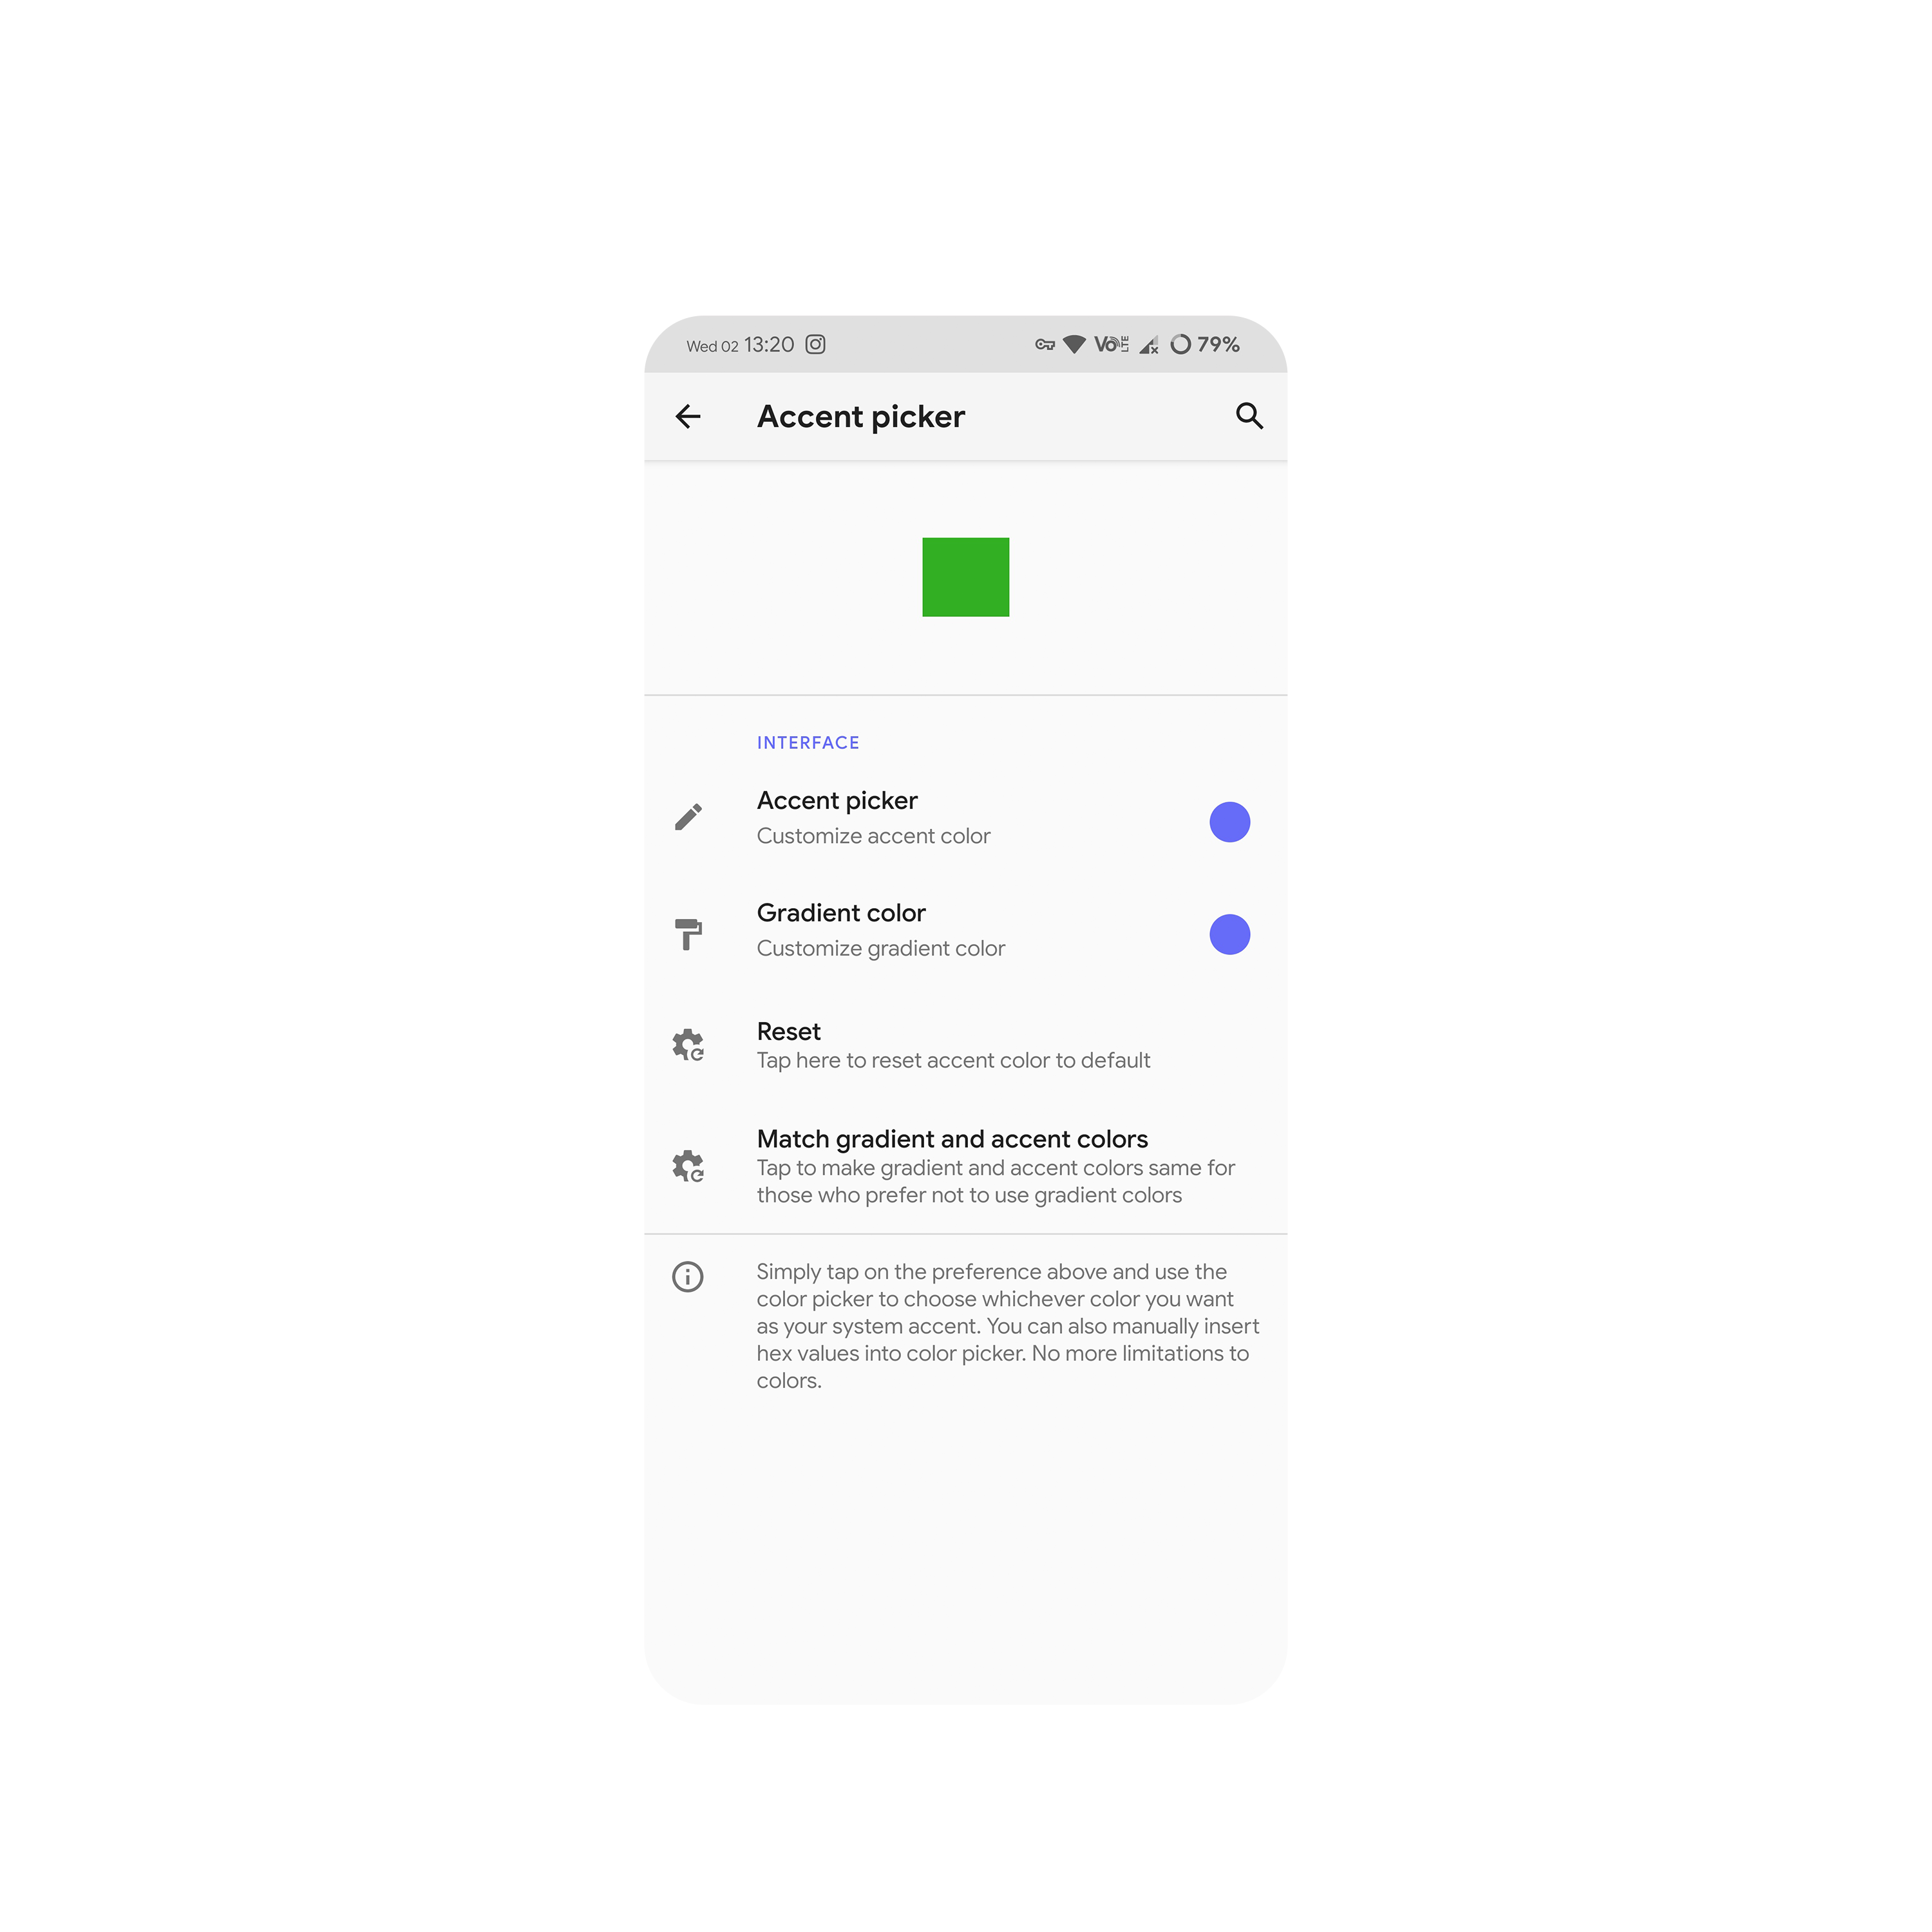 Wed 02 13:20 VoLTE 79%
Accent picker
INTERFACE
Accent picker
Customize accent color
Gradient color
Customize gradient color
Reset
Tap here to reset accent color to default
Match gradient and accent colors
Tap to make gradient and accent colors same for
those who prefer not to use gradient colors
Simply tap on the preference above and use the
color picker to choose whichever color you want
as your system accent. You can also manually insert
hex values into color picker. No more limitations to
colors.